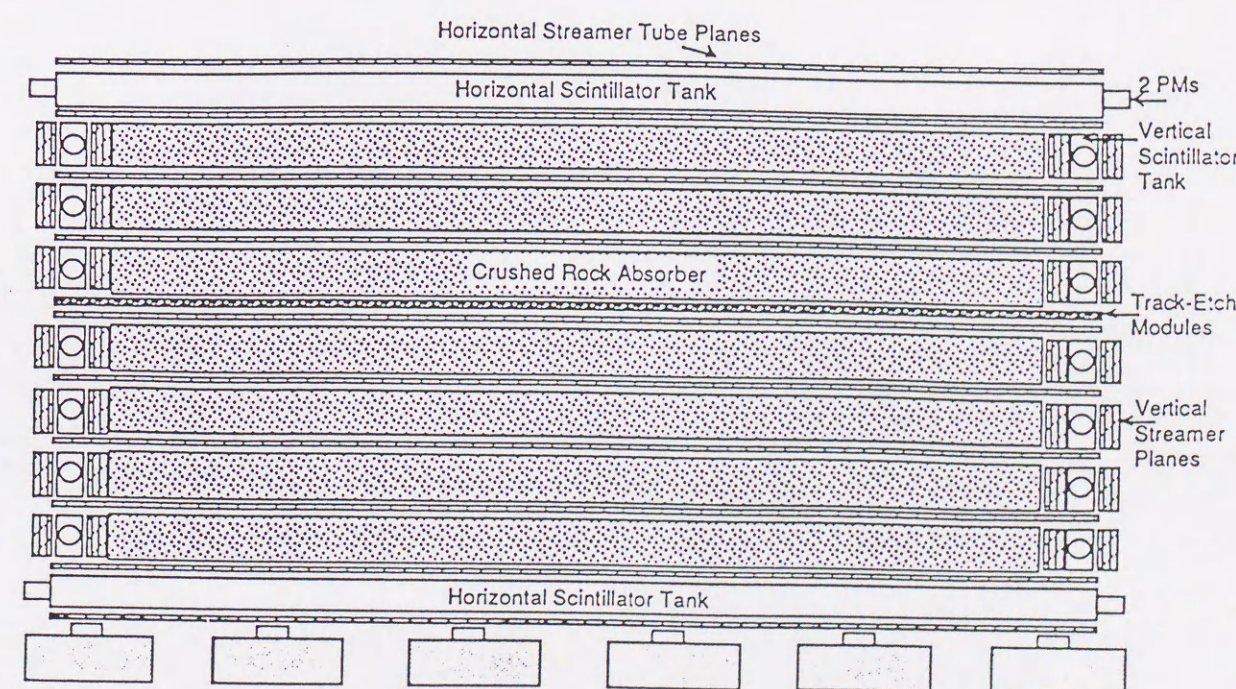 Horizontal Streamer Tube Planes
Horizontal Scintillator Tank
2 PMs
Vertical
Scintillator
Tank
Crushed Rock Absorber
Track-Etch
Modules
Vertical
Streamer
Planes
Horizontal Scintillator Tank